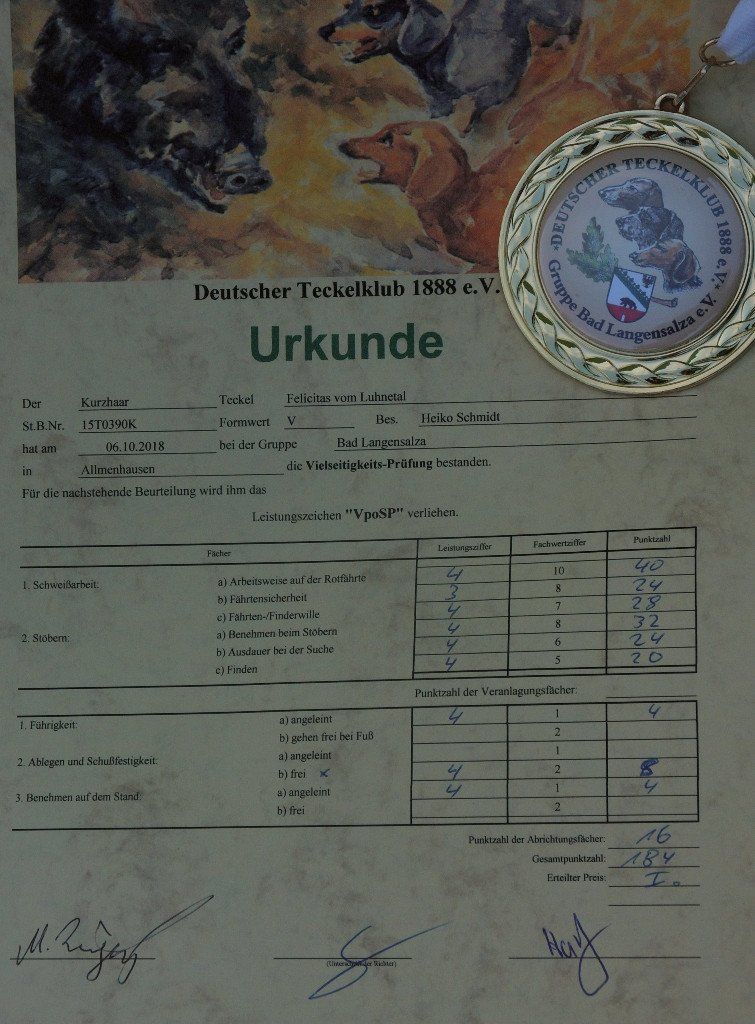 DEUTSCHER TECKELKLUB 1888 e.V.
Gruppe Bad Langensalza e.V.
Deutscher Teckelklub 1888 e.V.
Urkunde
Der Kurzhaar Teckel Felicitas vom Luhnetal
St.B.Nr. 15T0390K Formwert V Bes. Heiko Schmidt
hat am 06.10.2018 bei der Gruppe Bad Langensalza
in Allmenhausen die Vielseitigkeits-Prüfung bestanden.
Für die nachstehende Beurteilung wird ihm das
Leistungszeichen "VpoSP" verliehen.
Fächer Leistungsziffer Fachwertziffer Punktzahl
1. Schweißarbeit: a) Arbeitsweise auf der Rotfährte 4 10 40
b) Fährtensicherheit 3 8 24
c) Fährten-/Finderwille 4 7 28
2. Stöbern: a) Benehmen beim Stöbern 4 8 32
b) Ausdauer bei der Suche 4 6 24
c) Finden 4 5 20
Punktzahl der Veranlagungsfächer:
1. Führigkeit: a) angeleint 4 1 4
b) gehen frei bei Fuß 2
2. Ablegen und Schußfestigkeit: a) angeleint 1
b) frei x 4 2 8
3. Benehmen auf dem Stand: a) angeleint 4 1 4
b) frei 2
Punktzahl der Abrichtungsfächer: 16
Gesamtpunktzahl: 184
Erteilter Preis: I.
(Unterschrift der Richter)